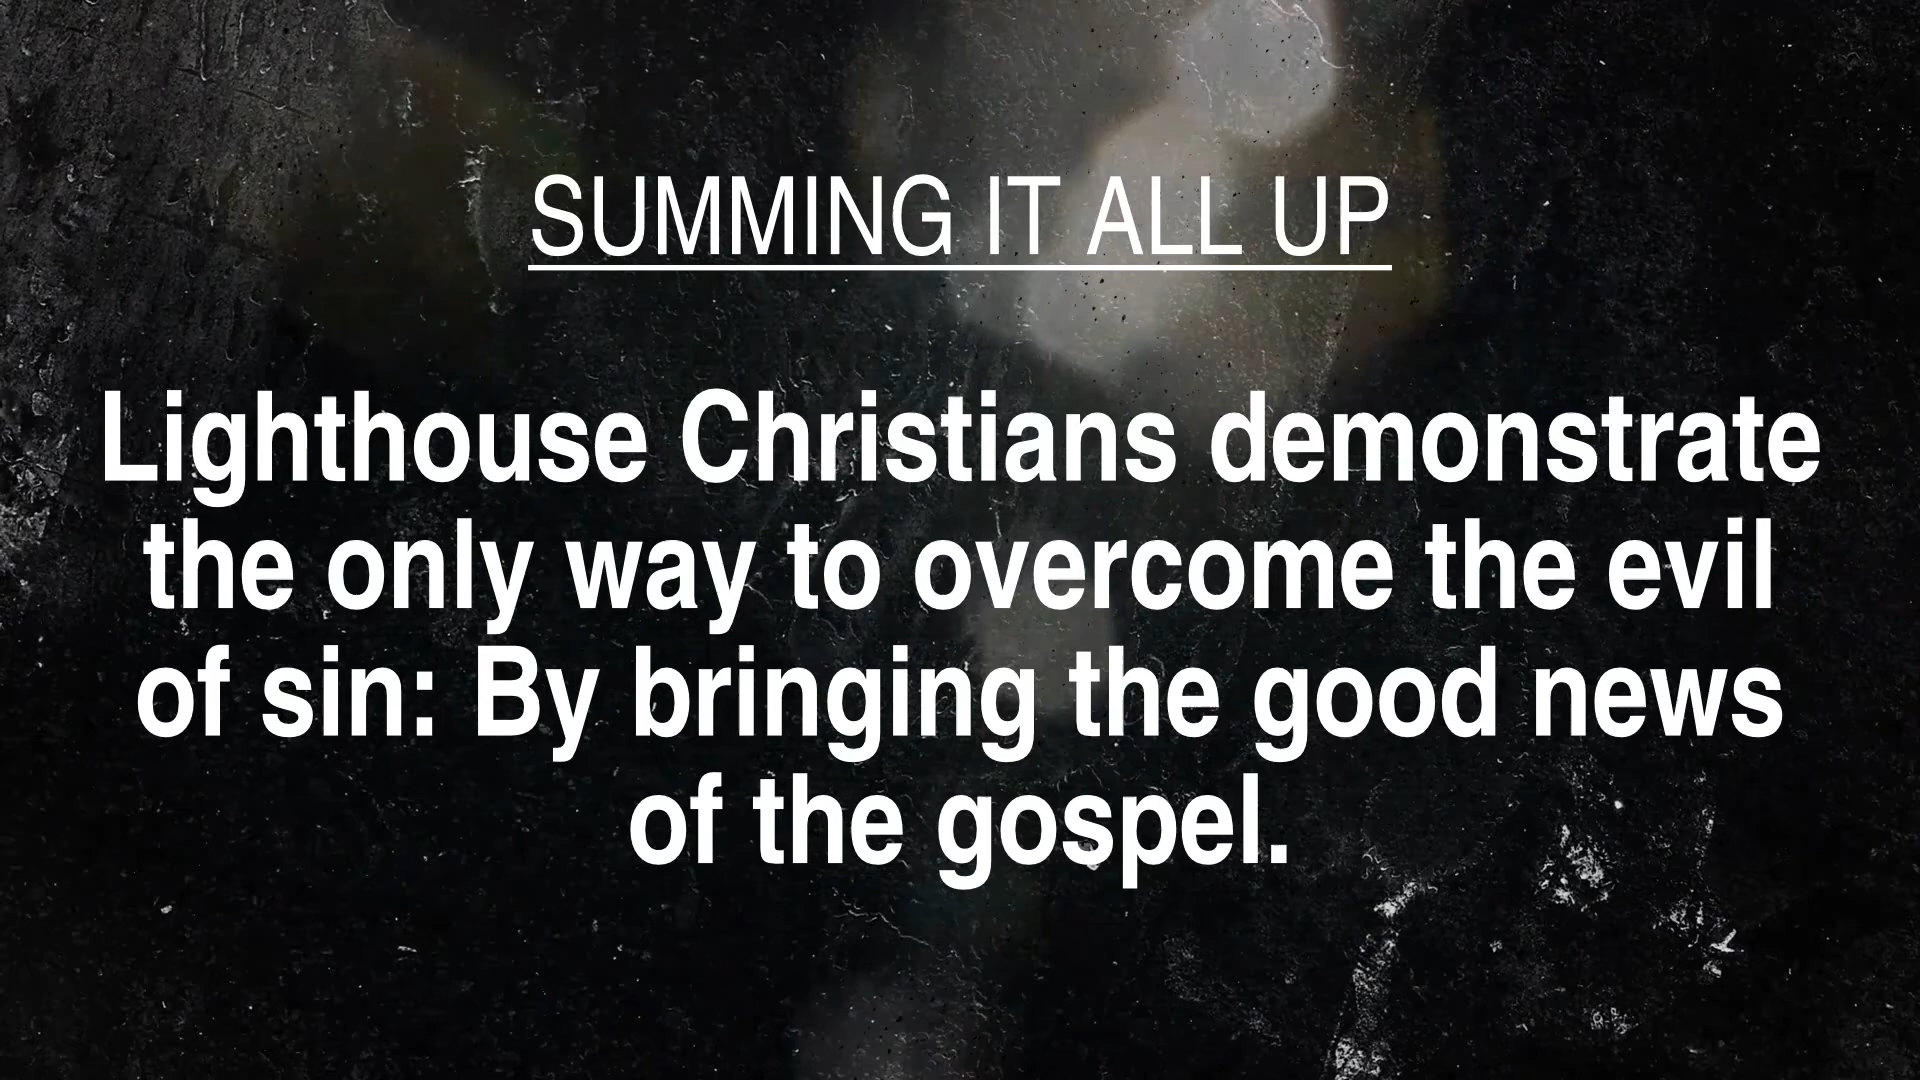 SUMMING IT ALL UP
Lighthouse Christians demonstrate
the only way to overcome the evil
of sin: By bringing the good news
of the gospel.